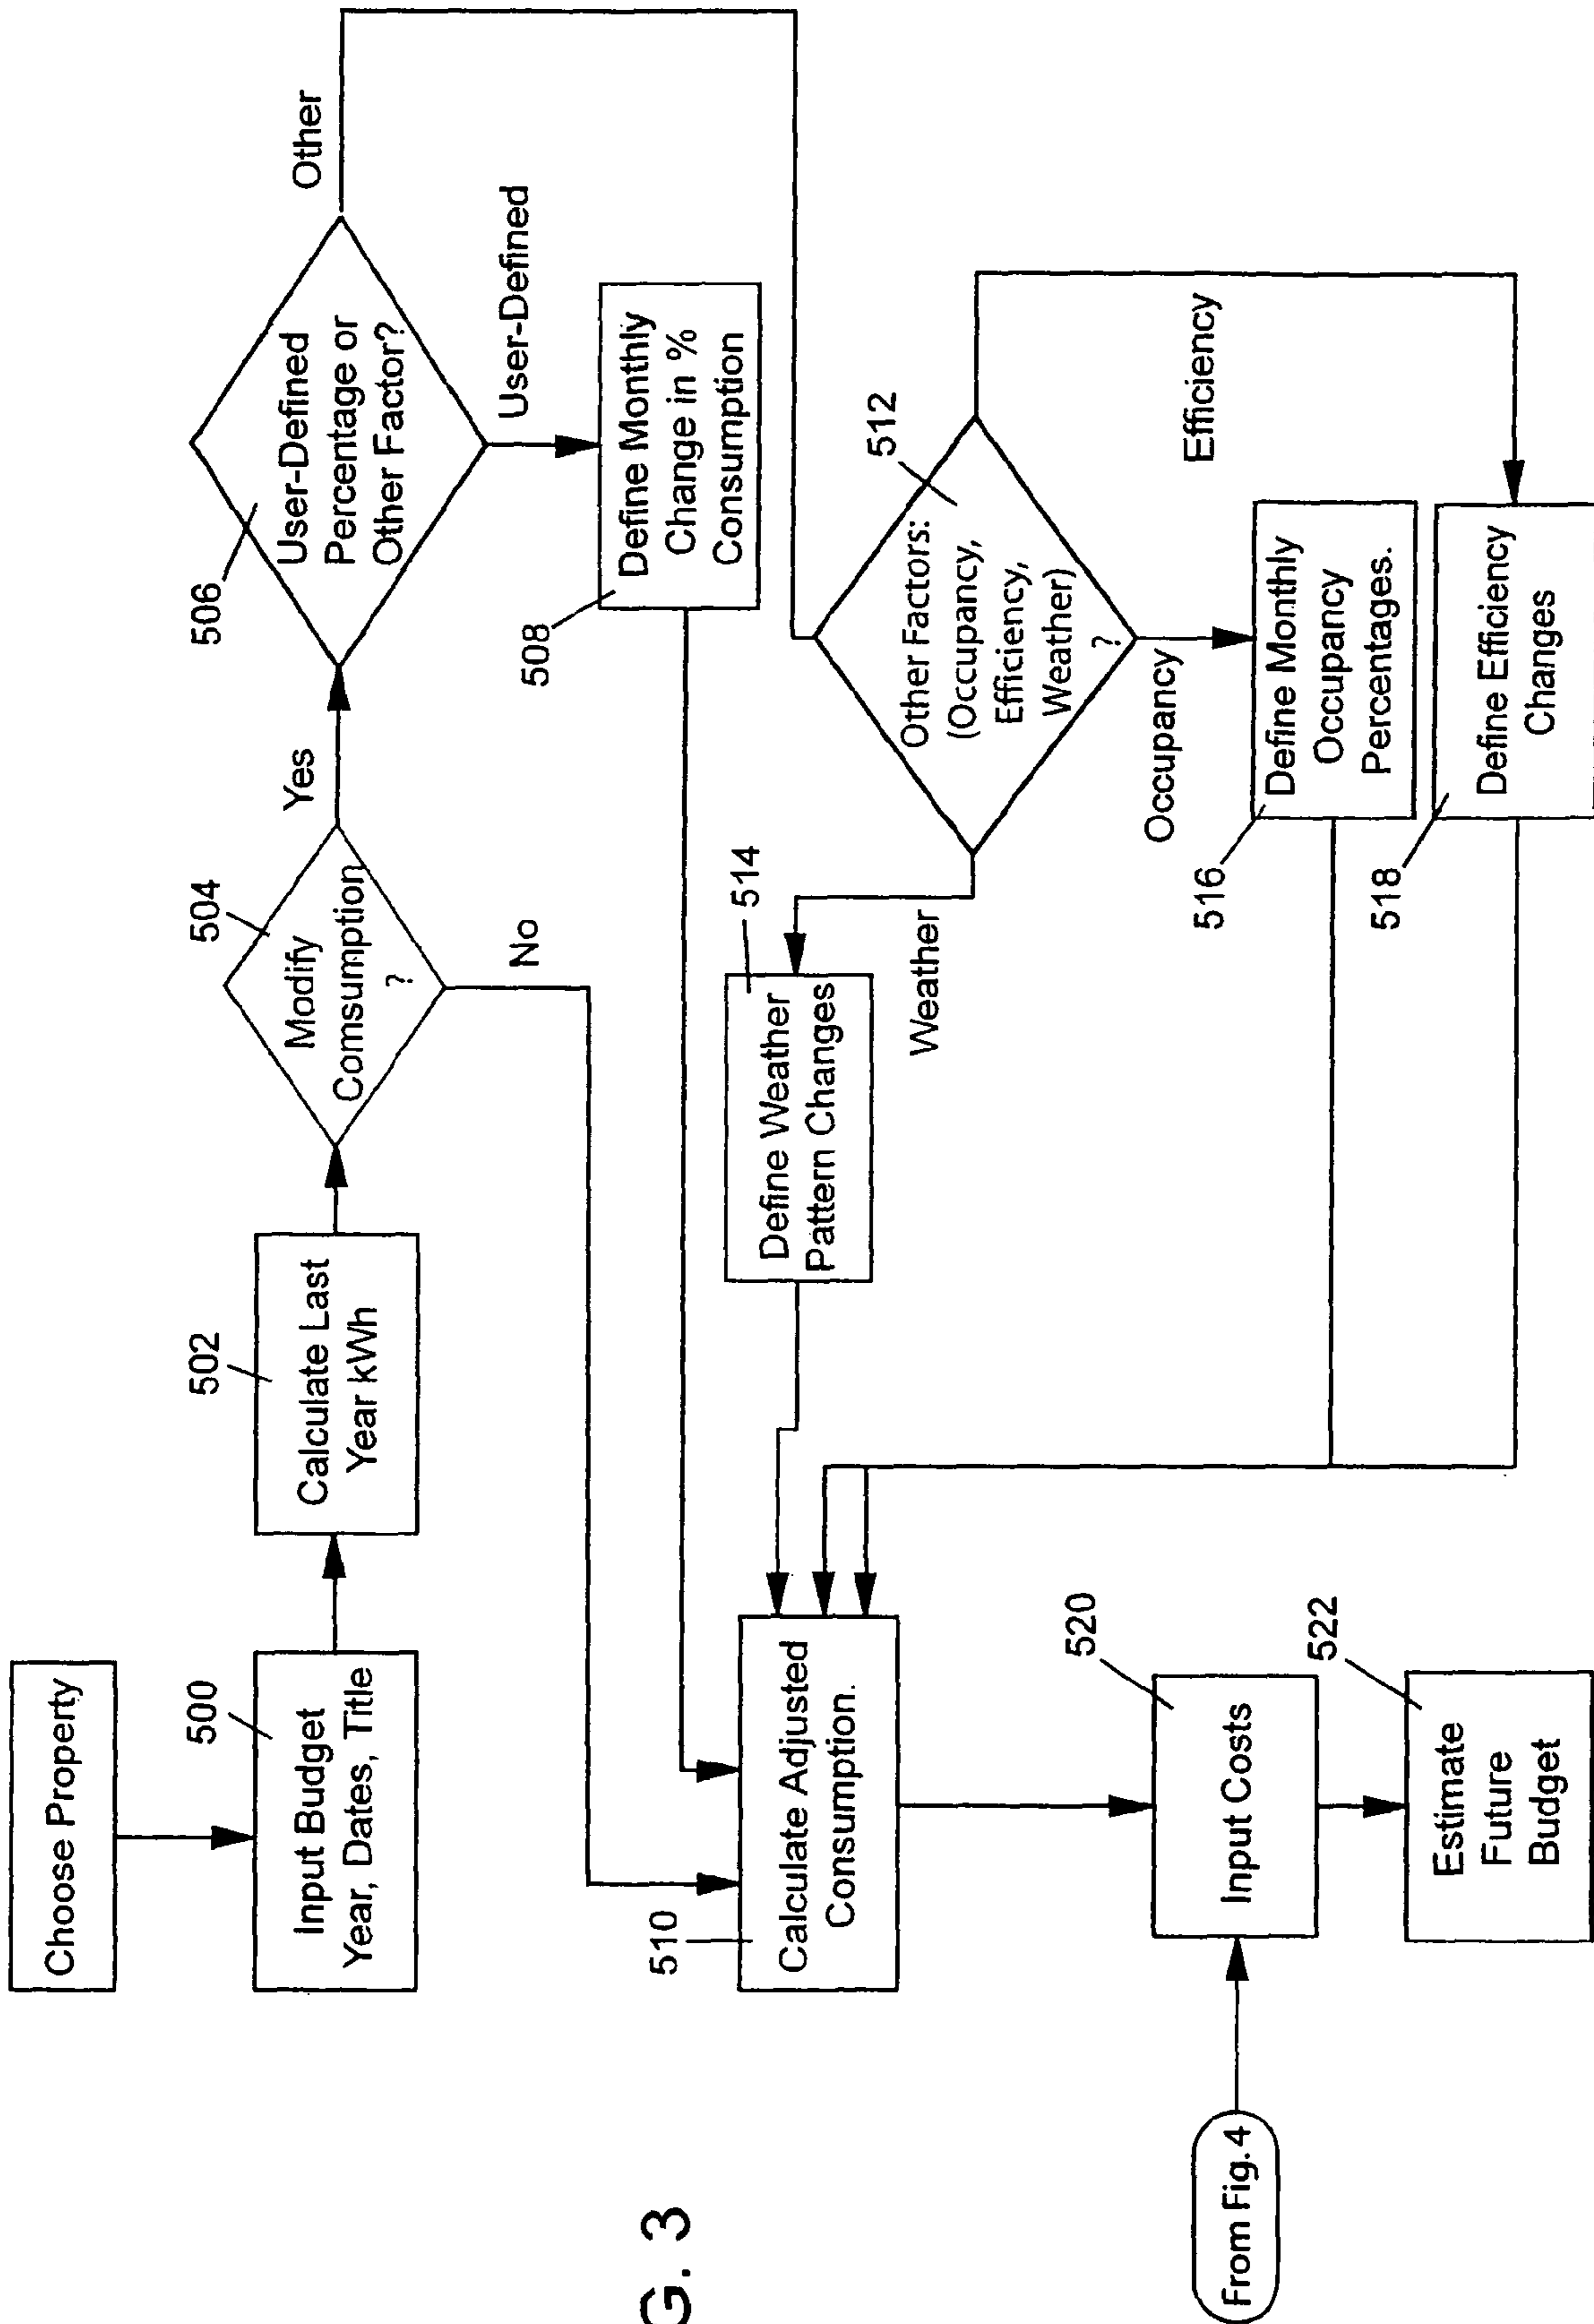 Choose Property
500
Input Budget
Year, Dates, Title
502
Calculate Last
Year kWh
504
Modify
Comsumption
?
Yes
No
506
User-Defined
Percentage or
Other Factor?
Other
User-Defined
508
Define Monthly
Change in %
Consumption
512
Other Factors:
(Occupancy,
Efficiency,
Weather)
?
Weather
Occupancy
Efficiency
514
Define Weather
Pattern Changes
516
Define Monthly
Occupancy
Percentages.
518
Define Efficiency
Changes
510
Calculate Adjusted
Consumption.
520
Input Costs
From Fig. 4
522
Estimate
Future
Budget
G. 3